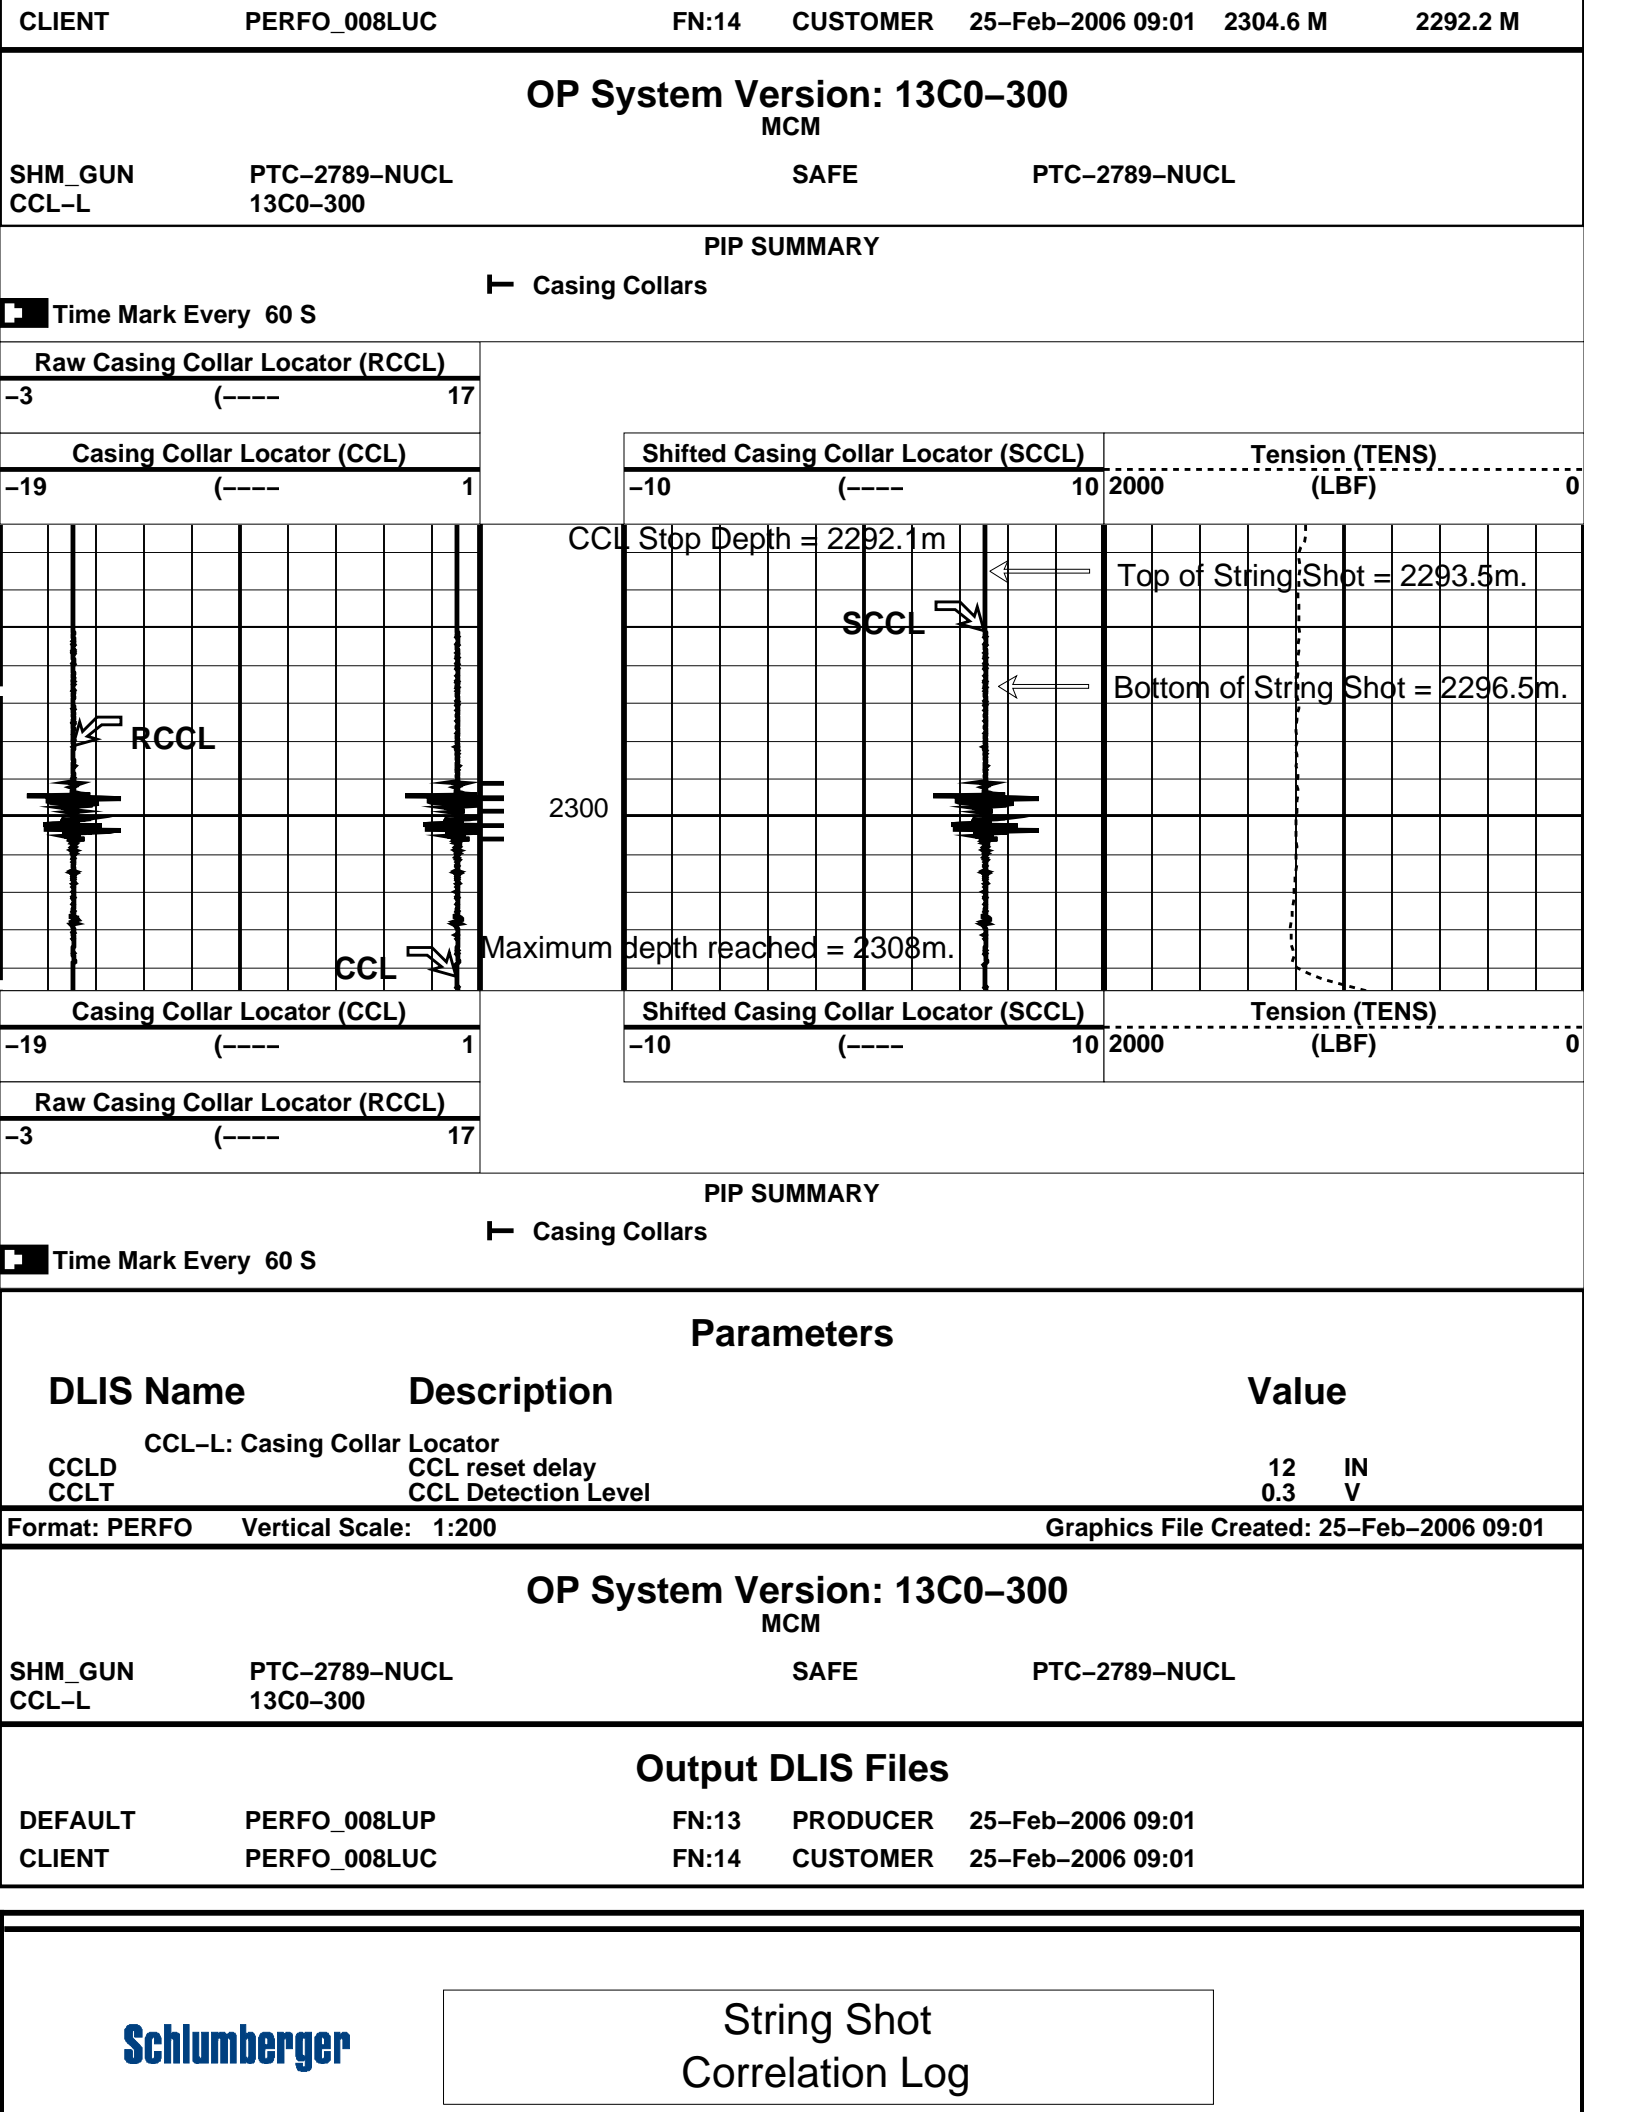 CLIENT PERFO_008LUC FN:14 CUSTOMER 25–Feb–2006 09:01 2304.6 M 2292.2 M
OP System Version: 13C0–300
MCM
SHM_GUN PTC–2789–NUCL SAFE PTC–2789–NUCL
CCL–L 13C0–300
PIP SUMMARY
Casing Collars
Time Mark Every 60 S
Raw Casing Collar Locator (RCCL)
–3 (–––– 17
Casing Collar Locator (CCL) Shifted Casing Collar Locator (SCCL) Tension (TENS)
–19 (–––– 1 –10 (–––– 10 2000 (LBF) 0
CCL Stop Depth = 2292.1m
Top of String Shot = 2293.5m.
SCCL
Bottom of String Shot = 2296.5m.
RCCL
2300
Maximum depth reached = 2308m.
CCL
Casing Collar Locator (CCL) Shifted Casing Collar Locator (SCCL) Tension (TENS)
–19 (–––– 1 –10 (–––– 10 2000 (LBF) 0
Raw Casing Collar Locator (RCCL)
–3 (–––– 17
PIP SUMMARY
Casing Collars
Time Mark Every 60 S
Parameters
DLIS Name Description Value
CCL–L: Casing Collar Locator
CCLD CCL reset delay 12 IN
CCLT CCL Detection Level 0.3 V
Format: PERFO Vertical Scale: 1:200 Graphics File Created: 25–Feb–2006 09:01
OP System Version: 13C0–300
MCM
SHM_GUN PTC–2789–NUCL SAFE PTC–2789–NUCL
CCL–L 13C0–300
Output DLIS Files
DEFAULT PERFO_008LUP FN:13 PRODUCER 25–Feb–2006 09:01
CLIENT PERFO_008LUC FN:14 CUSTOMER 25–Feb–2006 09:01
Schlumberger
String Shot
Correlation Log